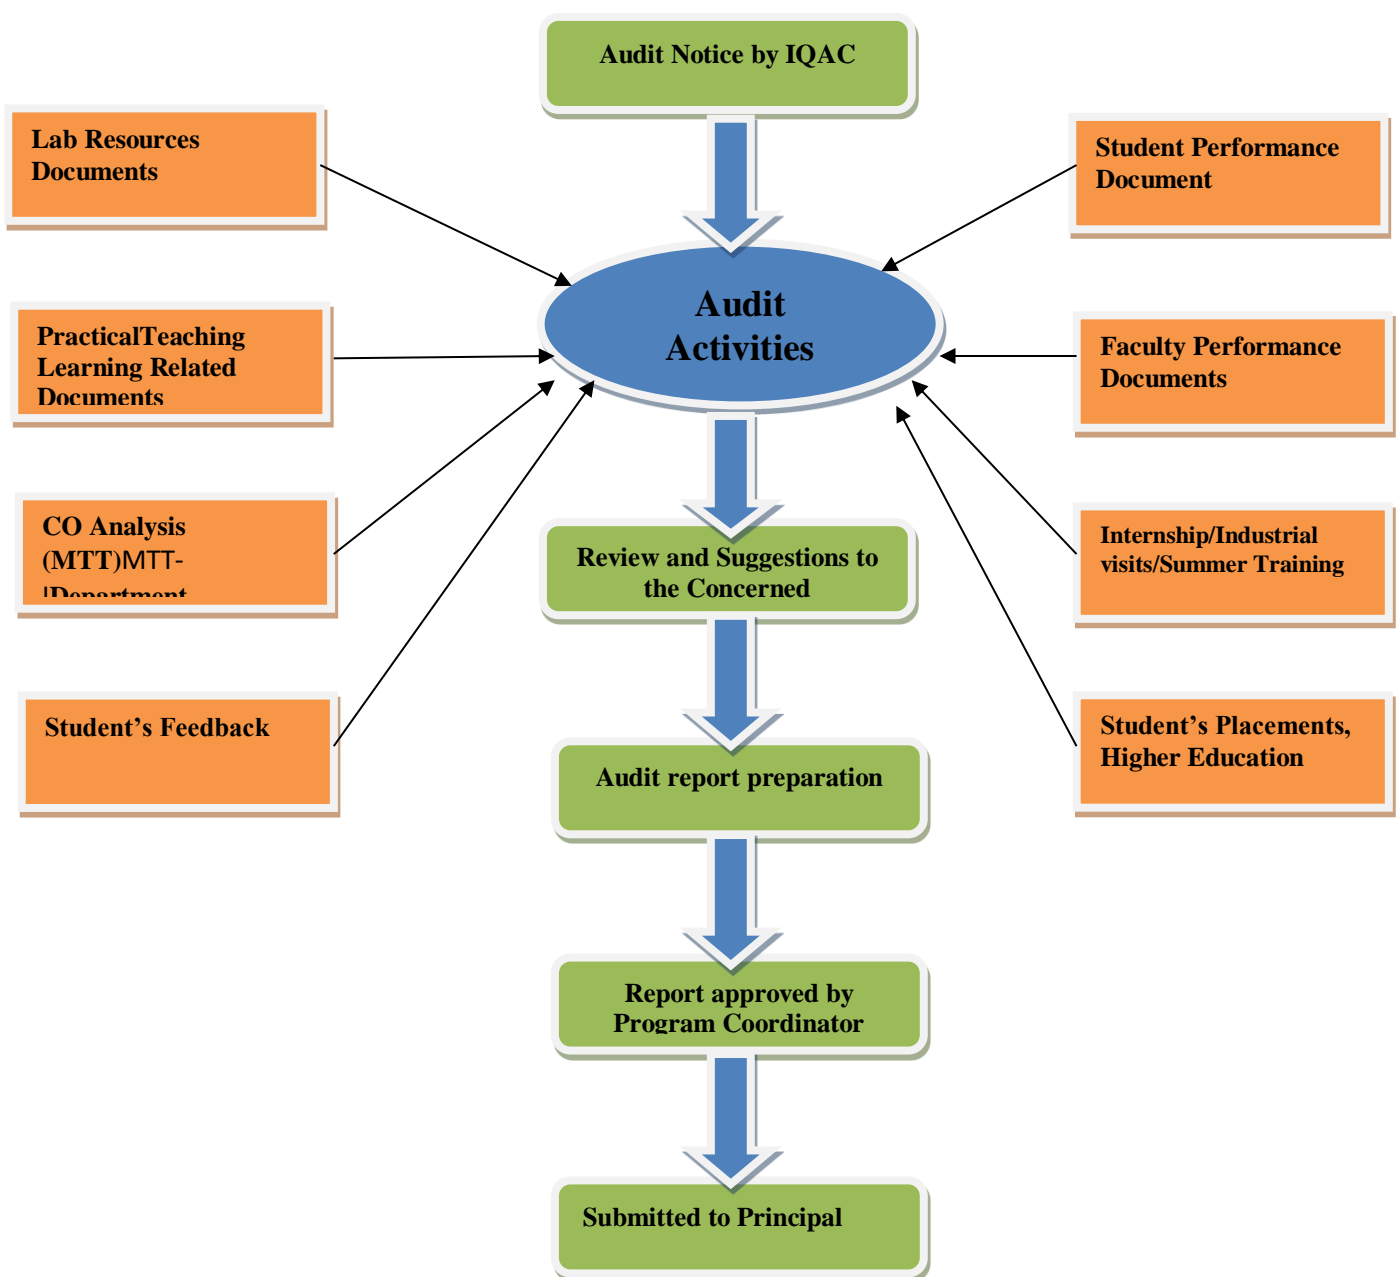 Audit Notice by IQAC
Lab Resources
Documents
Student Performance
Document
Audit
Activities
PracticalTeaching
Learning Related
Documents
Faculty Performance
Documents
CO Analysis
(MTT)MTT-
|Department
Review and Suggestions to
the Concerned
Internship/Industrial
visits/Summer Training
Student’s Feedback
Student’s Placements,
Higher Education
Audit report preparation
Report approved by
Program Coordinator
Submitted to Principal